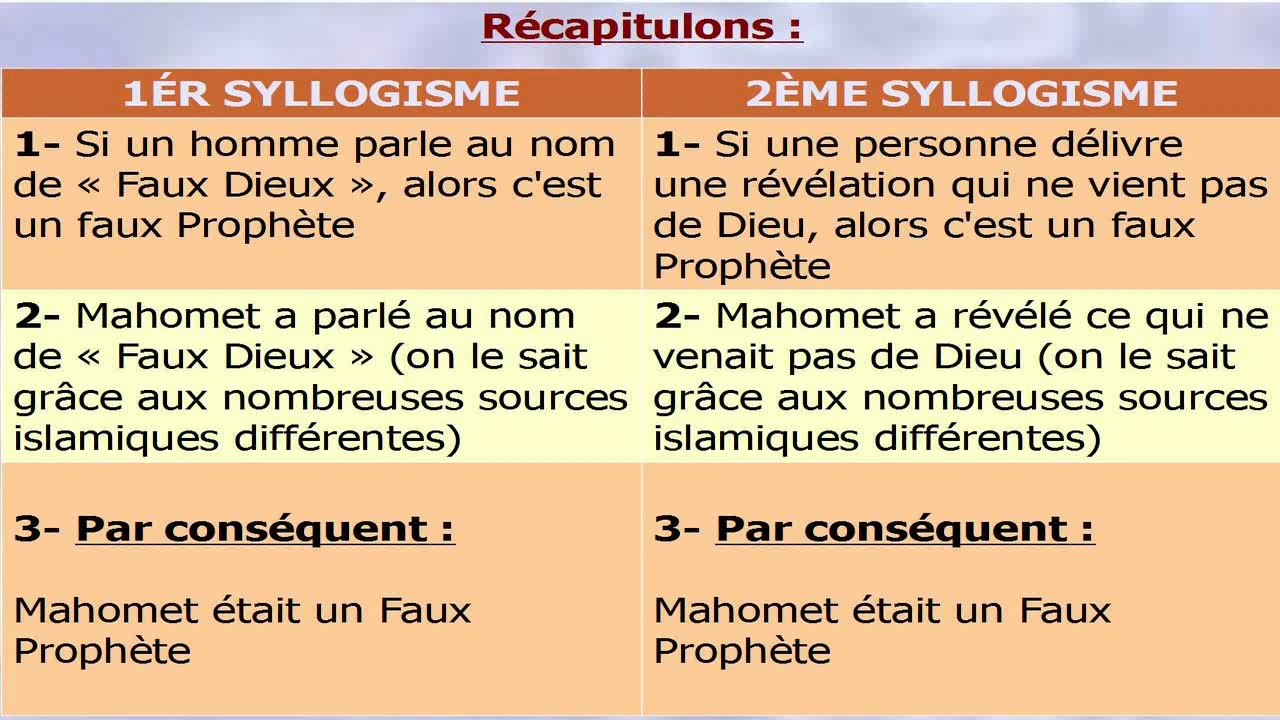 Récapitulons :
1ÉR SYLLOGISME
2ÈME SYLLOGISME
1- Si un homme parle au nom
de « Faux Dieux », alors c'est
un faux Prophète
1- Si une personne délivre
une révélation qui ne vient pas
de Dieu, alors c'est un faux
Prophète
2- Mahomet a parlé au nom
de « Faux Dieux » (on le sait
grâce aux nombreuses sources
islamiques différentes)
2- Mahomet a révélé ce qui ne
venait pas de Dieu (on le sait
grâce aux nombreuses sources
islamiques différentes)
3- Par conséquent :
Mahomet était un Faux
Prophète
3- Par conséquent :
Mahomet était un Faux
Prophète